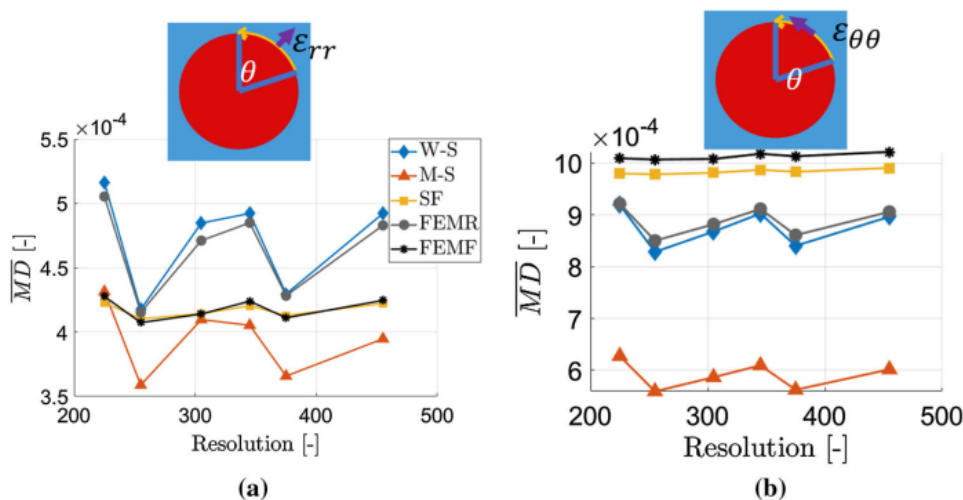 ε_rr
θ
×10^-4
5.5
5
4.5
4
3.5
200
300
400
500
MD [-]
Resolution [-]
W-S
M-S
SF
FEMR
FEMF
(a)
ε_θθ
θ
×10^-4
10
9
8
7
6
200
300
400
500
MD [-]
Resolution [-]
(b)